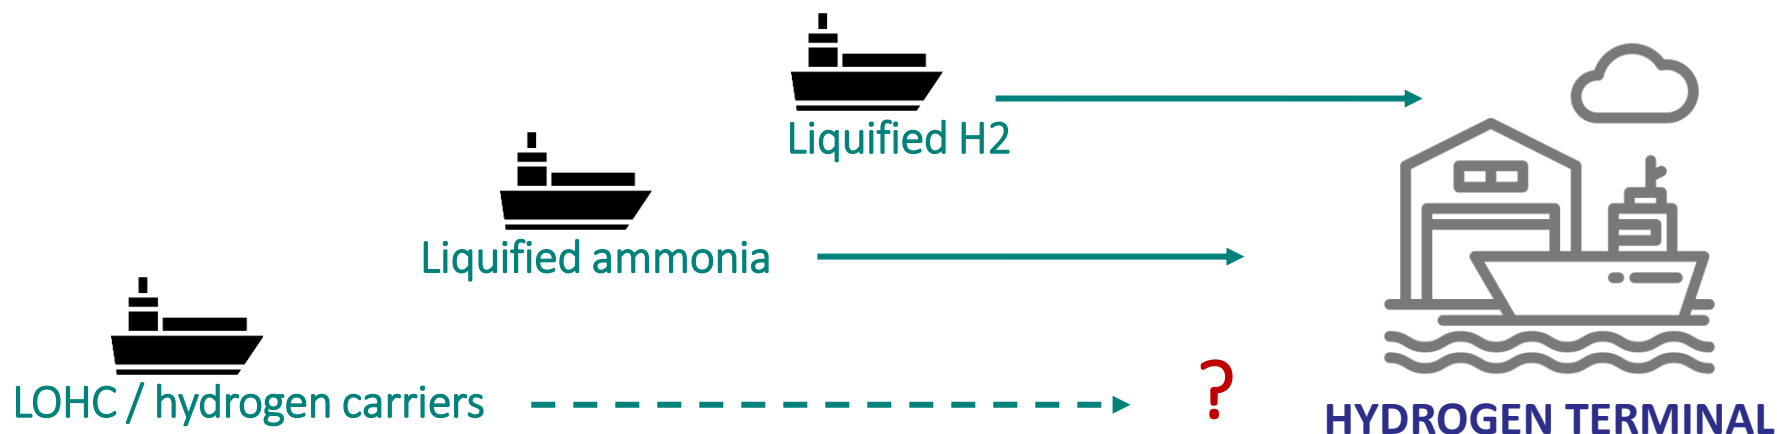 Liquified H2
Liquified ammonia
LOHC / hydrogen carriers
?
HYDROGEN TERMINAL